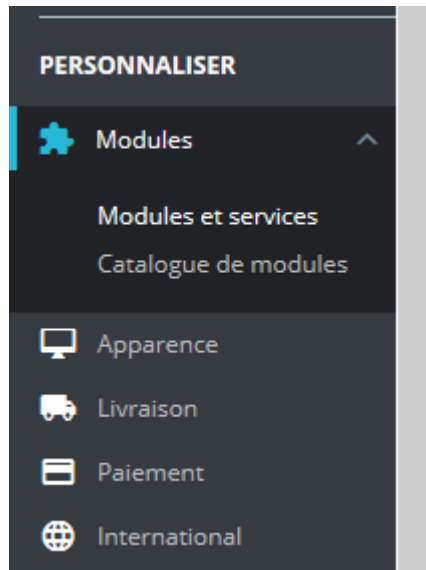 PERSONNALISER
Modules
Modules et services
Catalogue de modules
Apparence
Livraison
Paiement
International